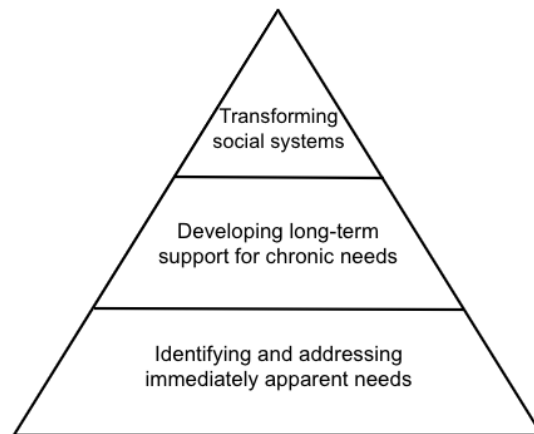 Transforming
social systems
Developing long-term
support for chronic needs
Identifying and addressing
immediately apparent needs